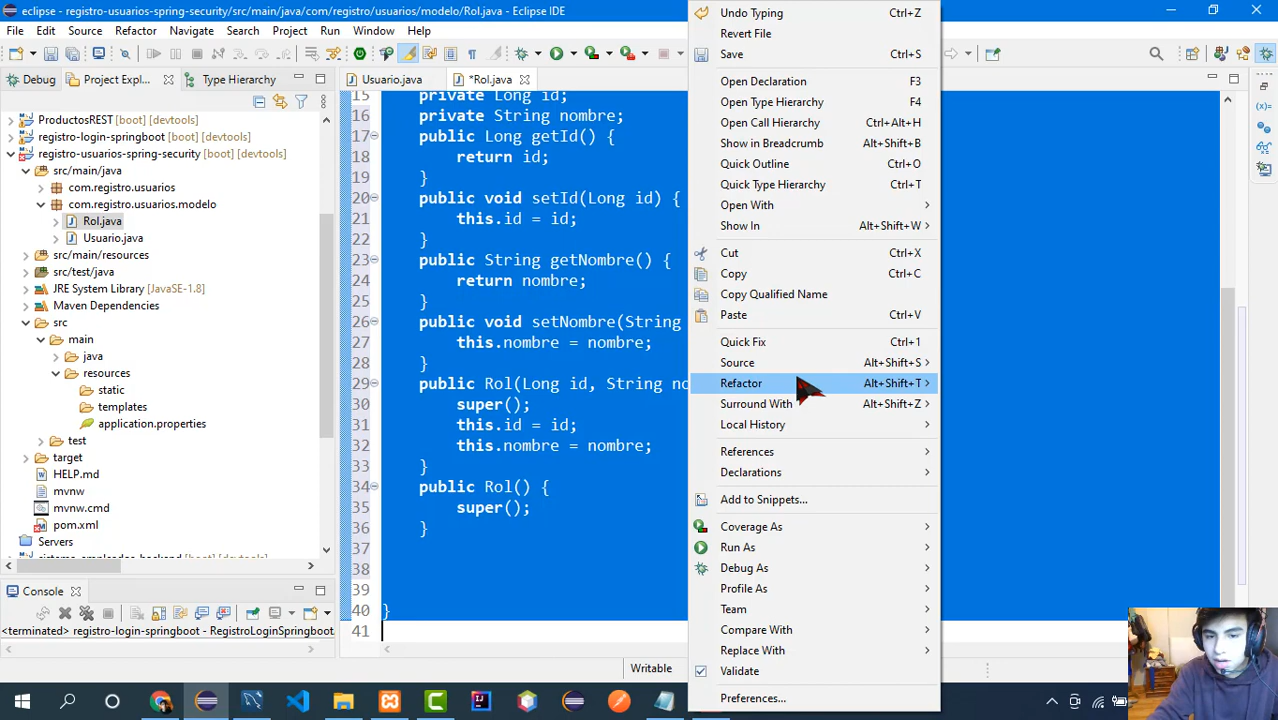 eclipse - registro-usuarios-spring-security/src/main/java/com/registro/usuarios/modelo/Rol.java - Eclipse IDE
File Edit Source Refactor Navigate Search Project Run Window Help
Debug Project Expl... Type Hierarchy
ProductosREST [boot] [devtools]
registro-login-springboot [boot] [devtools]
registro-usuarios-spring-security [boot] [devtools]
src/main/java
com.registro.usuarios
com.registro.usuarios.modelo
Rol.java
Usuario.java
src/main/resources
src/test/java
JRE System Library [JavaSE-1.8]
Maven Dependencies
src
main
java
resources
static
templates
application.properties
test
target
HELP.md
mvnw
mvnw.cmd
pom.xml
Servers
Console
<terminated> registro-login-springboot - RegistroLoginSpringboot
Usuario.java *Rol.java
15 private Long id;
16 private String nombre;
17 public Long getId() {
18 return id;
19 }
20 public void setId(Long id) {
21 this.id = id;
22 }
23 public String getNombre() {
24 return nombre;
25 }
26 public void setNombre(String
27 this.nombre = nombre;
28 }
29 public Rol(Long id, String no
30 super();
31 this.id = id;
32 this.nombre = nombre;
33 }
34 public Rol() {
35 super();
36 }
37
38
39
40 }
41
Writable
Undo Typing Ctrl+Z
Revert File
Save Ctrl+S
Open Declaration F3
Open Type Hierarchy F4
Open Call Hierarchy Ctrl+Alt+H
Show in Breadcrumb Alt+Shift+B
Quick Outline Ctrl+O
Quick Type Hierarchy Ctrl+T
Open With
Show In Alt+Shift+W
Cut Ctrl+X
Copy Ctrl+C
Copy Qualified Name
Paste Ctrl+V
Quick Fix Ctrl+1
Source Alt+Shift+S
Refactor Alt+Shift+T
Surround With Alt+Shift+Z
Local History
References
Declarations
Add to Snippets...
Coverage As
Run As
Debug As
Profile As
Team
Compare With
Replace With
Validate
Preferences...